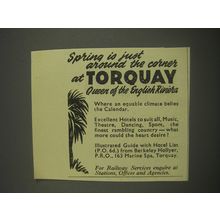 Spring is just
around the corner
at TORQUAY
Queen of the English Riviera
Where an equable climate belies
the Calendar.
Excellent Hotels to suit all, Music,
Theatre, Dancing, Sport, the
finest rambling country — what
more could the heart desire?
Illustrated Guide with Hotel List
(P.O. 6d.) from Berkeley Hollyer,
P.R.O., 163 Marine Spa, Torquay.
For Railway Services enquire at
Stations, Offices and Agencies.